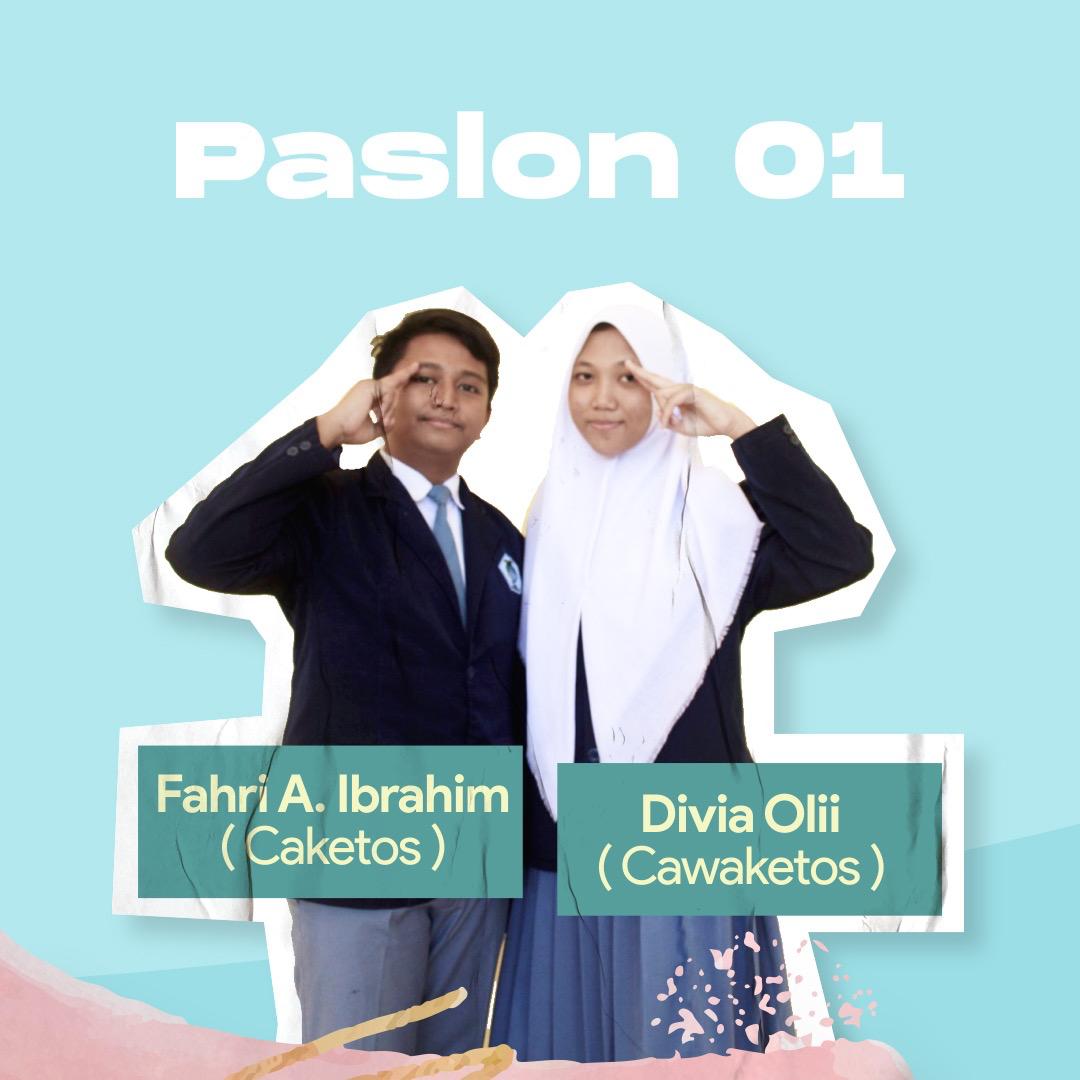 Paslon 01
Fahri A. Ibrahim
( Caketos )
Divia Olii
( Cawaketos )